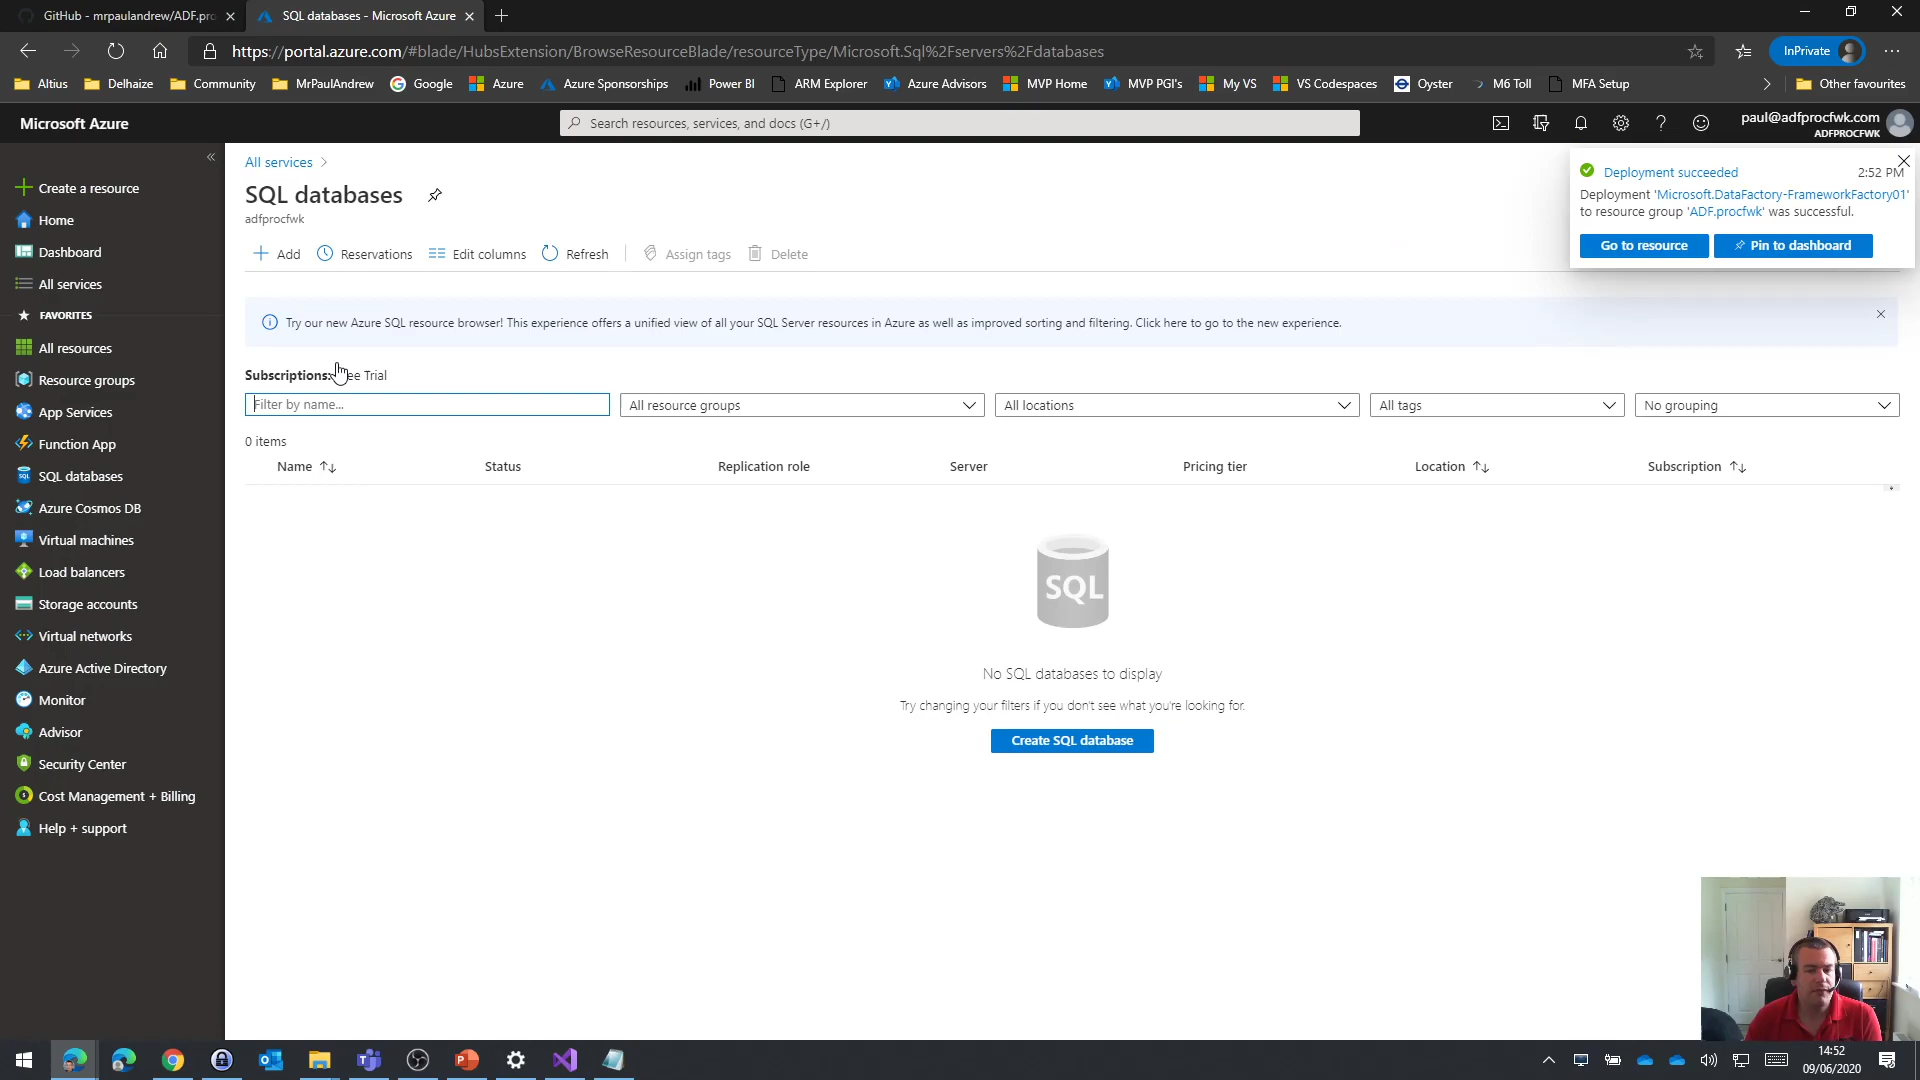 GitHub - mrpaulandrew/ADF.pro
SQL databases - Microsoft Azure
https://portal.azure.com/#blade/HubsExtension/BrowseResourceBlade/resourceType/Microsoft.Sql%2Fservers%2Fdatabases
InPrivate
Altius
Delhaize
Community
MrPaulAndrew
Google
Azure
Azure Sponsorships
Power BI
ARM Explorer
Azure Advisors
MVP Home
MVP PGI's
My VS
VS Codespaces
Oyster
M6 Toll
MFA Setup
Other favourites
Microsoft Azure
Search resources, services, and docs (G+/)
paul@adfprocfwk.com
ADFPROCFWK
Create a resource
Home
Dashboard
All services
FAVORITES
All resources
Resource groups
App Services
Function App
SQL databases
Azure Cosmos DB
Virtual machines
Load balancers
Storage accounts
Virtual networks
Azure Active Directory
Monitor
Advisor
Security Center
Cost Management + Billing
Help + support
All services
SQL databases
adfprocfwk
Add
Reservations
Edit columns
Refresh
Assign tags
Delete
Deployment succeeded
2:52 PM
Deployment 'Microsoft.DataFactory-FrameworkFactory01'
to resource group 'ADF.procfwk' was successful.
Go to resource
Pin to dashboard
Try our new Azure SQL resource browser! This experience offers a unified view of all your SQL Server resources in Azure as well as improved sorting and filtering. Click here to go to the new experience.
Subscriptions: ee Trial
Filter by name...
All resource groups
All locations
All tags
No grouping
0 items
Name
Status
Replication role
Server
Pricing tier
Location
Subscription
SQL
No SQL databases to display
Try changing your filters if you don't see what you're looking for.
Create SQL database
14:52
09/06/2020